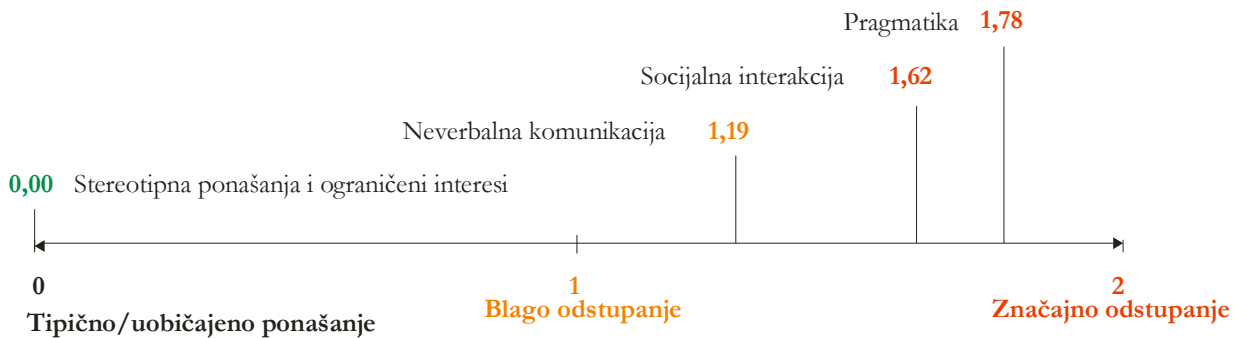 Pragmatika 1,78
Socijalna interakcija 1,62
Neverbalna komunikacija 1,19
0,00 Stereotipna ponašanja i ograničeni interesi
0 1 2
Tipično/uobičajeno ponašanje Blago odstupanje Značajno odstupanje